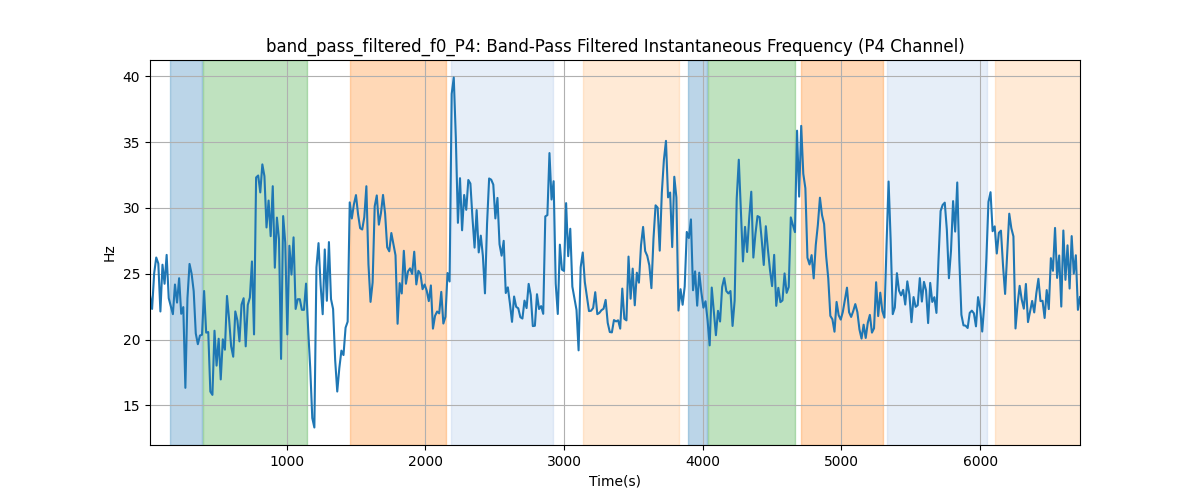 band_pass_filtered_f0_P4: Band-Pass Filtered Instantaneous Frequency (P4 Channel)
40
35
30
25
20
15
Hz
1000 2000 3000 4000 5000 6000
Time(s)